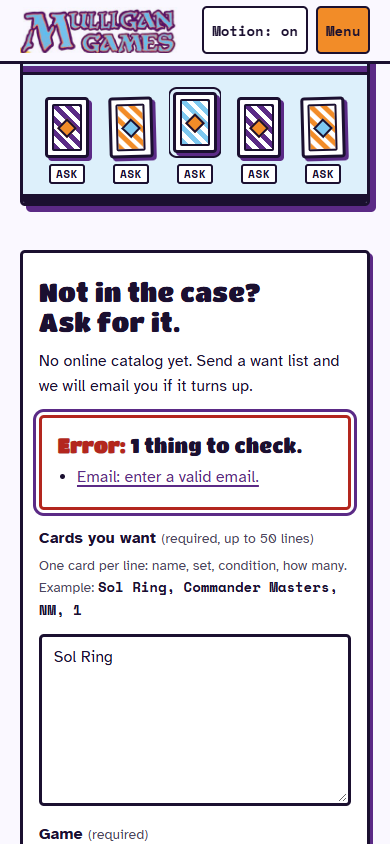 MULLIGAN GAMES
Motion: on
Menu
ASK
ASK
ASK
ASK
ASK
Not in the case?
Ask for it.
No online catalog yet. Send a want list and
we will email you if it turns up.
Error: 1 thing to check.
• Email: enter a valid email.
Cards you want (required, up to 50 lines)
One card per line: name, set, condition, how many.
Example: Sol Ring, Commander Masters,
NM, 1
Sol Ring
Game (required)